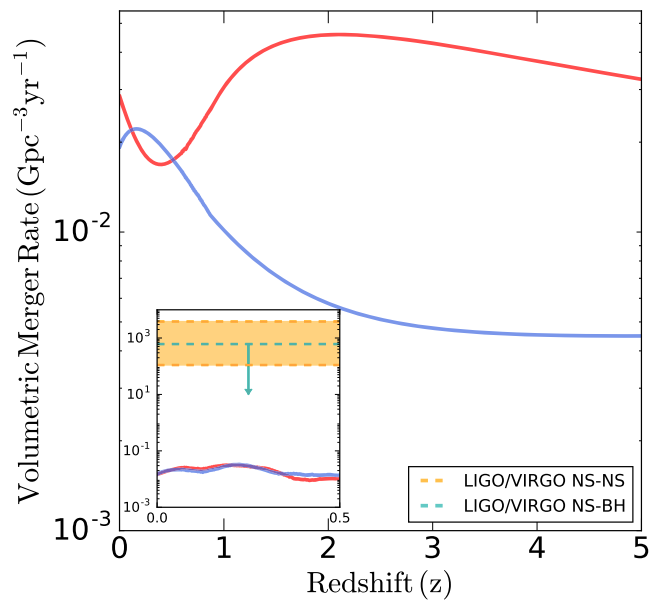 Volumetric Merger Rate (Gpc⁻³yr⁻¹)
10⁻²
10⁻³
10³
10¹
10⁻¹
10⁻³
0.0 0.5
LIGO/VIRGO NS-NS
LIGO/VIRGO NS-BH
0 1 2 3 4 5
Redshift (z)